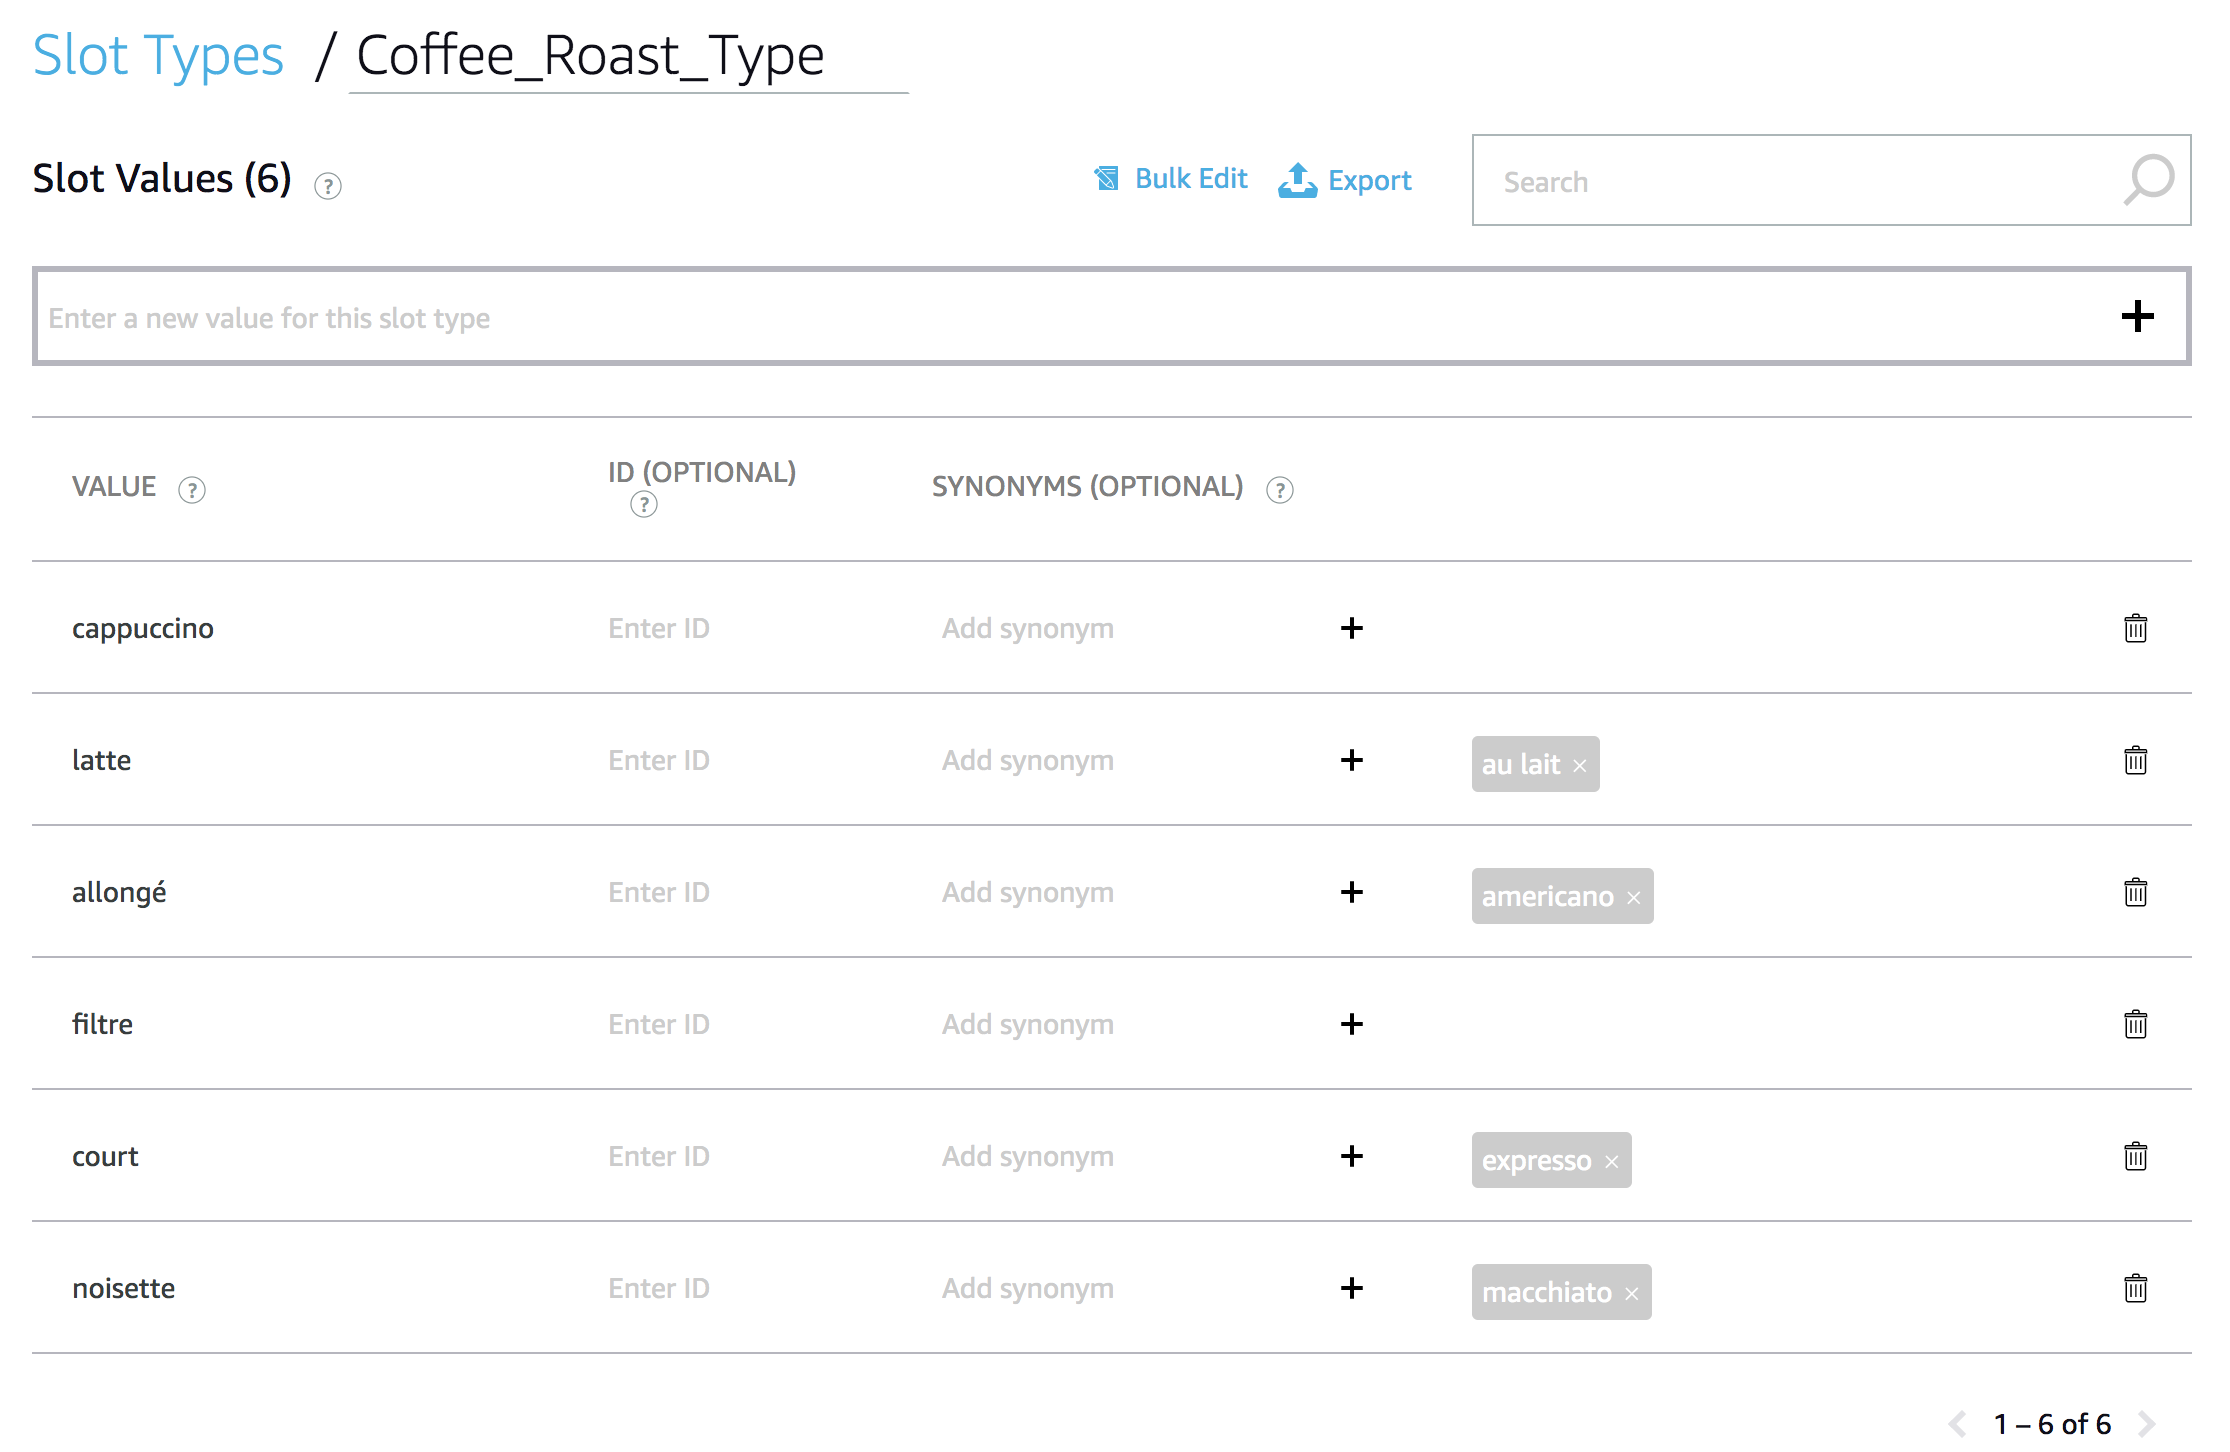 Slot Types / Coffee_Roast_Type
Slot Values (6) ? Bulk Edit Export Search
Enter a new value for this slot type
VALUE ? ID (OPTIONAL) ? SYNONYMS (OPTIONAL) ?
cappuccino Enter ID Add synonym
latte Enter ID Add synonym au lait
allongé Enter ID Add synonym americano
filtre Enter ID Add synonym
court Enter ID Add synonym expresso
noisette Enter ID Add synonym macchiato
1 – 6 of 6